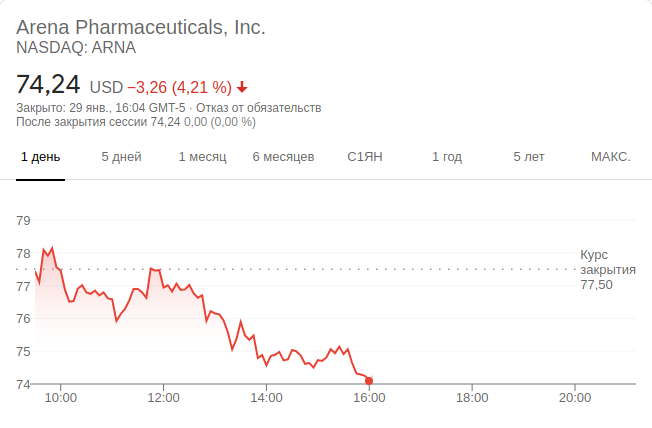 Arena Pharmaceuticals, Inc.
NASDAQ: ARNA
74,24 USD −3,26 (4,21 %)
Закрыто: 29 янв., 16:04 GMT-5 · Отказ от обязательств
После закрытия сессии 74,24 0,00 (0,00 %)
1 день 5 дней 1 месяц 6 месяцев С1ЯН 1 год 5 лет МАКС.
79
78
77
76
75
74
Курс
закрытия
77,50
10:00 12:00 14:00 16:00 18:00 20:00